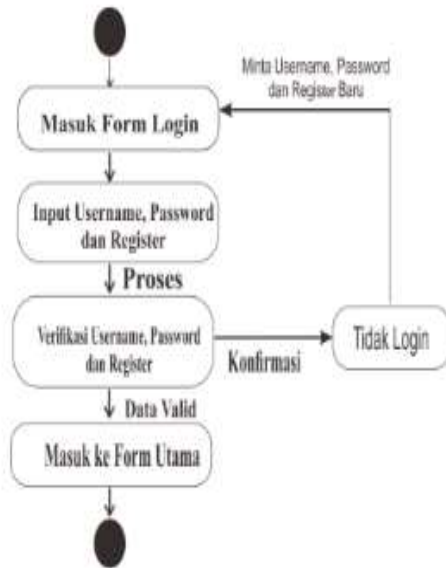 Minta Username, Password
dan Register Baru
Masuk Form Login
Input Username, Password
dan Register
Proses
Verifikasi Username, Password
dan Register
Konfirmasi
Tidak Login
Data Valid
Masuk ke Form Utama